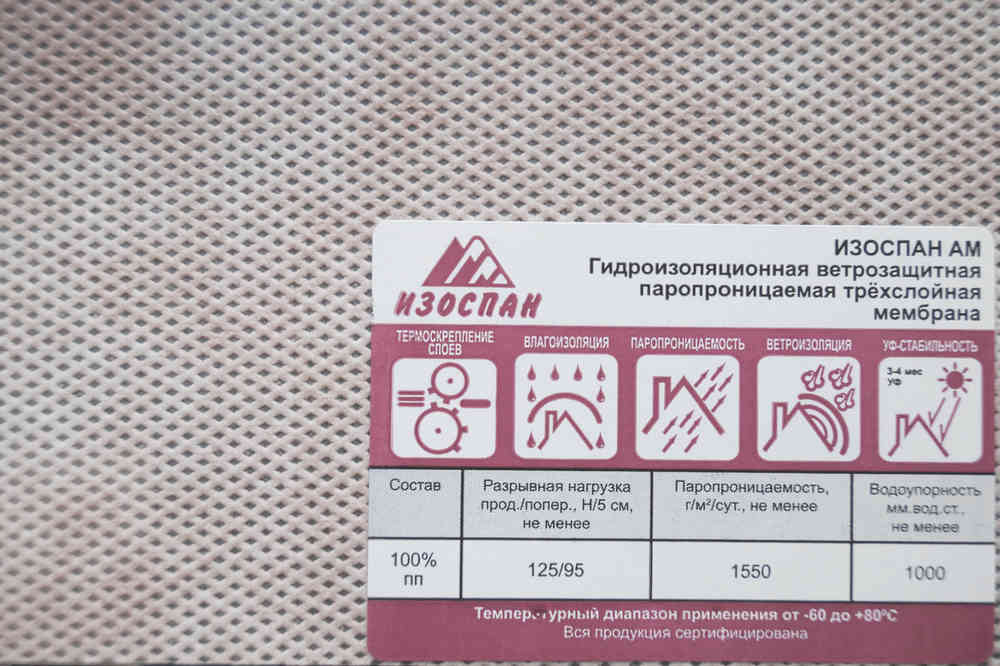 ИЗОСПАН
ИЗОСПАН АМ
Гидроизоляционная ветрозащитная
паропроницаемая трёхслойная
мембрана
ТЕРМОСКРЕПЛЕНИЕ
СЛОЕВ
ВЛАГОИЗОЛЯЦИЯ
ПАРОПРОНИЦАЕМОСТЬ
ВЕТРОИЗОЛЯЦИЯ
УФ-СТАБИЛЬНОСТЬ
3-4 мес
УФ
Состав
Разрывная нагрузка
прод./попер., Н/5 см,
не менее
Паропроницаемость,
г/м²/сут., не менее
Водоупорность
мм.вод.ст.,
не менее
100%
пп
125/95
1550
1000
Температурный диапазон применения от -60 до +80ºС
Вся продукция сертифицирована